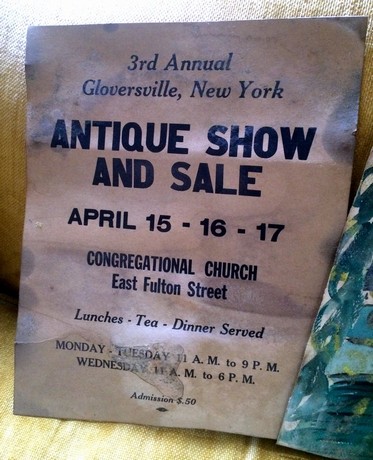 3rd Annual
Gloversville, New York
ANTIQUE SHOW
AND SALE
APRIL 15 - 16 - 17
CONGREGATIONAL CHURCH
East Fulton Street
Lunches - Tea - Dinner Served
MONDAY - TUESDAY 11 A. M. to 9 P. M.
WEDNESDAY 11 A. M. to 6 P. M.
Admission $.50